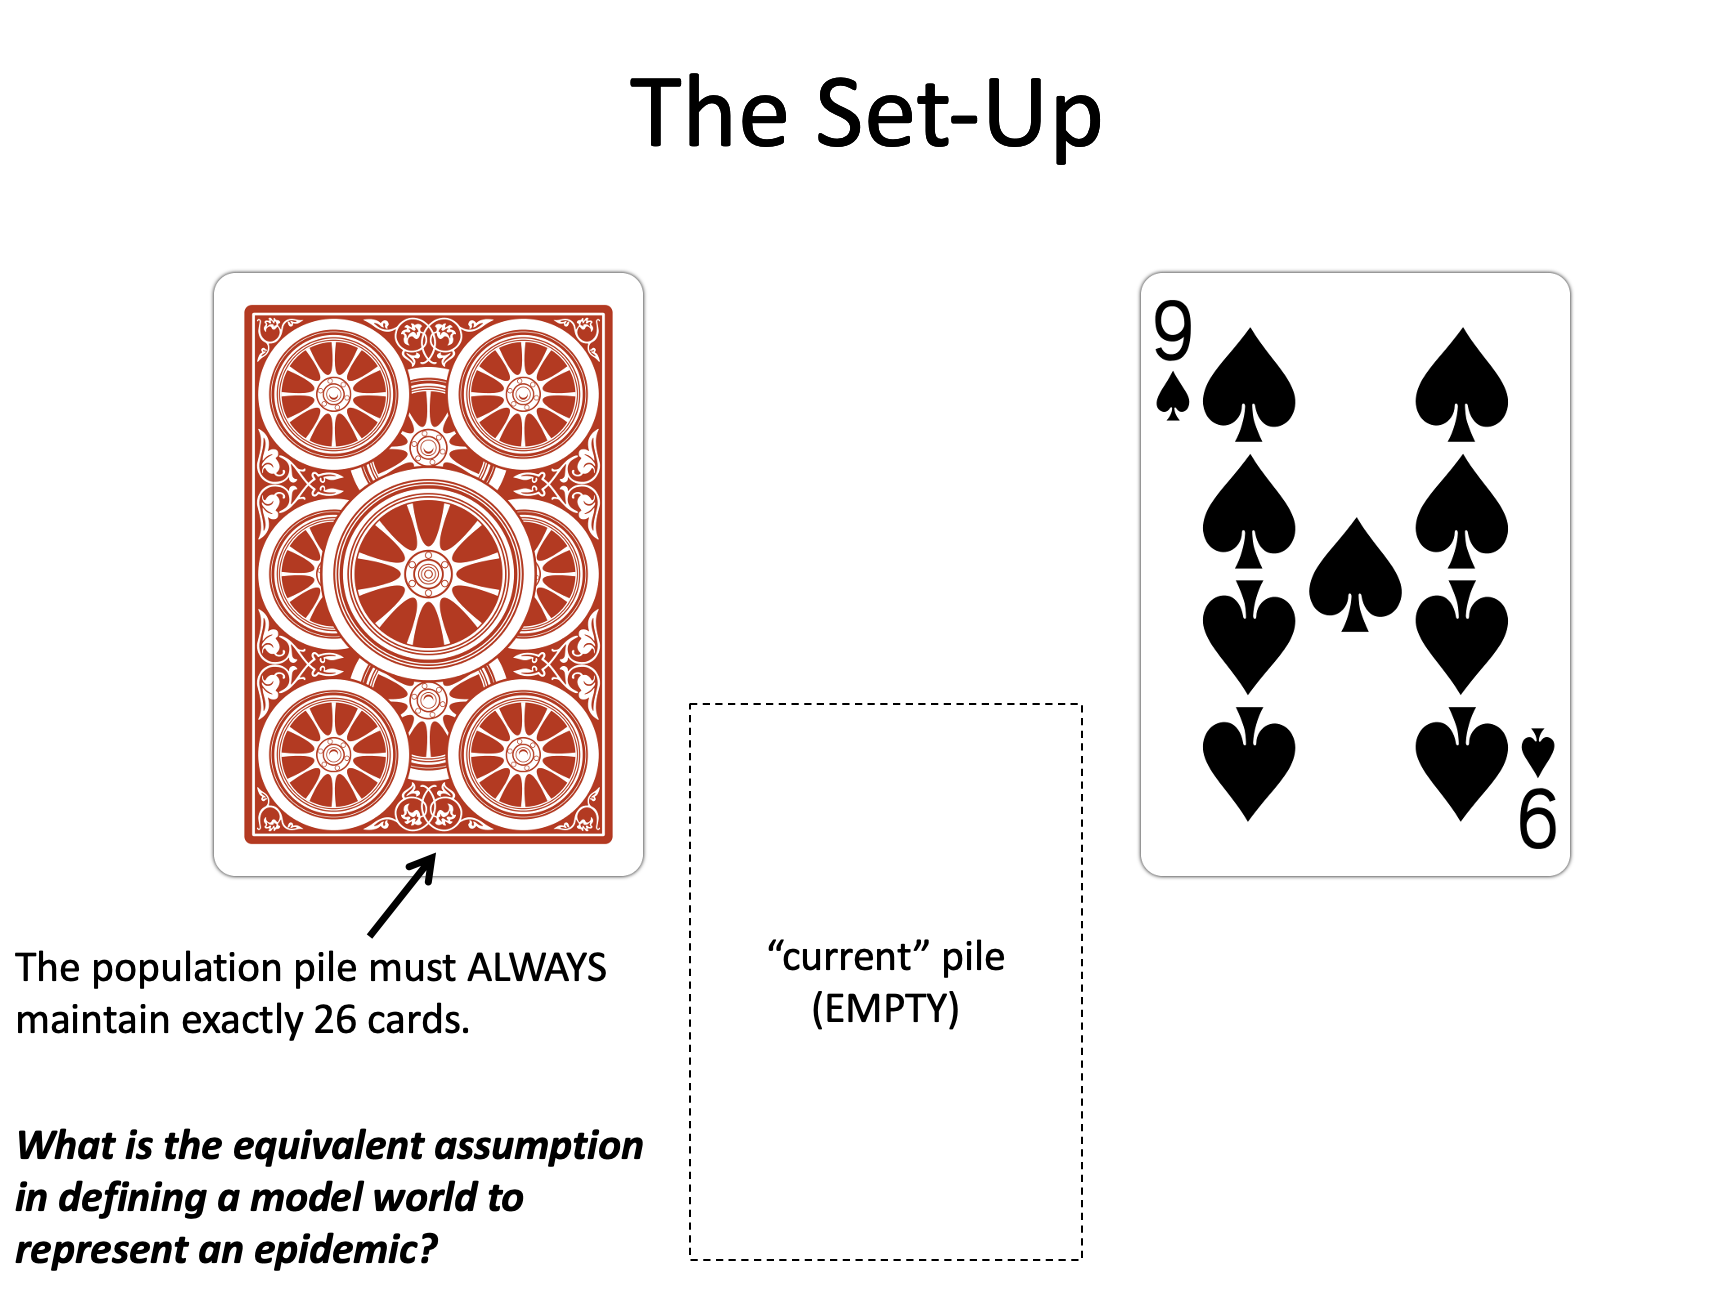 The Set-Up
9
9
The population pile must ALWAYS
maintain exactly 26 cards.
“current” pile
(EMPTY)
What is the equivalent assumption
in defining a model world to
represent an epidemic?